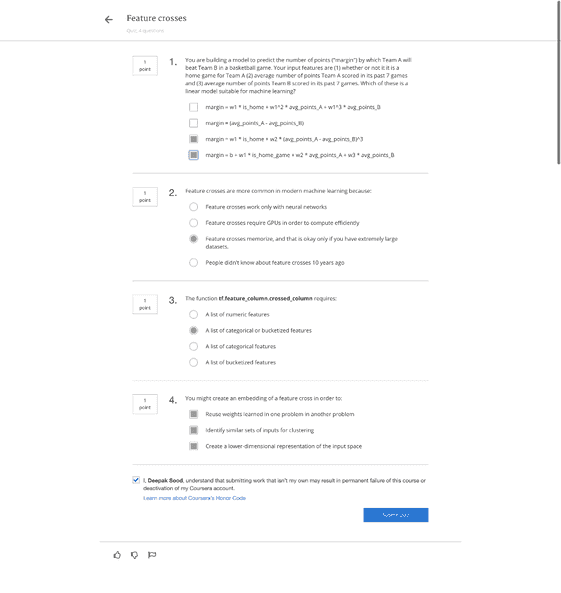 Feature crosses
Quiz, 4 questions
1
point
1.
You are building a model to predict the number of points ("margin") by which Team A will
beat Team B in a basketball game. Your input features are (1) whether or not it is a
home game for Team A (2) average number of points Team A scored in its past 7 games
and (3) average number of points Team B scored in its past 7 games. Which of these is a
linear model suitable for machine learning?
margin = w1 * is_home + w1^2 * avg_points_A + w1^3 * avg_points_B
margin = (avg_points_A - avg_points_B)
margin = w1 * is_home + w2 * (avg_points_A - avg_points_B)^3
margin = b + w1 * is_home_game + w2 * avg_points_A + w3 * avg_points_B
1
point
2.
Feature crosses are more common in modern machine learning because:
Feature crosses work only with neural networks
Feature crosses require GPUs in order to compute efficiently
Feature crosses memorize, and that is okay only if you have extremely large
datasets.
People didn't know about feature crosses 10 years ago
1
point
3.
The function tf.feature_column.crossed_column requires:
A list of numeric features
A list of categorical or bucketized features
A list of categorical features
A list of bucketized features
1
point
4.
You might create an embedding of a feature cross in order to:
Reuse weights learned in one problem in another problem
Identify similar sets of inputs for clustering
Create a lower-dimensional representation of the input space
I, Deepak Sood, understand that submitting work that isn't my own may result in permanent failure of this course or
deactivation of my Coursera account.
Learn more about Coursera's Honor Code